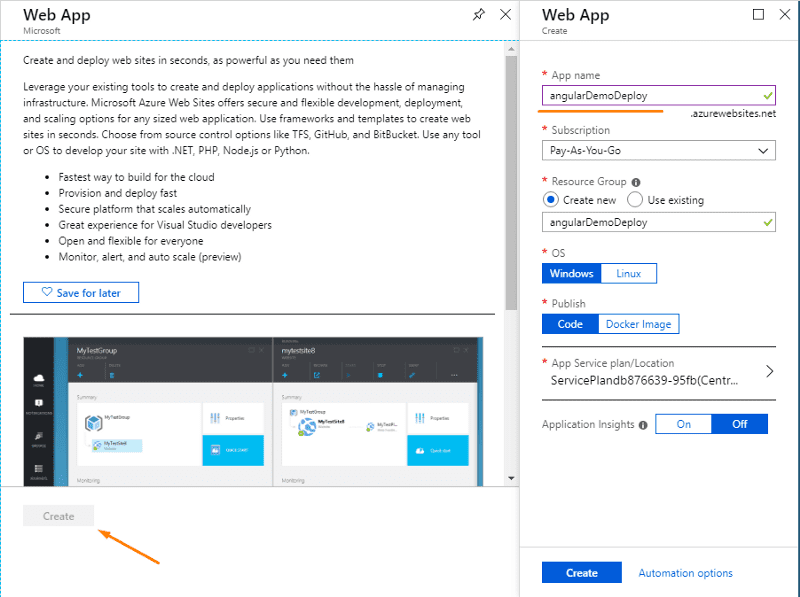 Web App
Microsoft
Create and deploy web sites in seconds, as powerful as you need them
Leverage your existing tools to create and deploy applications without the hassle of managing
infrastructure. Microsoft Azure Web Sites offers secure and flexible development, deployment,
and scaling options for any sized web application. Use frameworks and templates to create web
sites in seconds. Choose from source control options like TFS, GitHub, and BitBucket. Use any tool
or OS to develop your site with .NET, PHP, Node.js or Python.
• Fastest way to build for the cloud
• Provision and deploy fast
• Secure platform that scales automatically
• Great experience for Visual Studio developers
• Open and flexible for everyone
• Monitor, alert, and auto scale (preview)
Save for later
MyTestGroup
mytestsite8
Summary
Summary
MyTestGroup
Properties
MyTestSite8
Quick start
MyTestGroup
MyTestSite8
MyTestP...
Properties
Quick start
Monitoring
Monitoring
Create
Web App
Create
* App name
angularDemoDeploy
.azurewebsites.net
* Subscription
Pay-As-You-Go
* Resource Group
Create new Use existing
angularDemoDeploy
* OS
Windows Linux
* Publish
Code Docker Image
* App Service plan/Location
ServicePlandb876639-95fb(Centr...
Application Insights On Off
Create Automation options